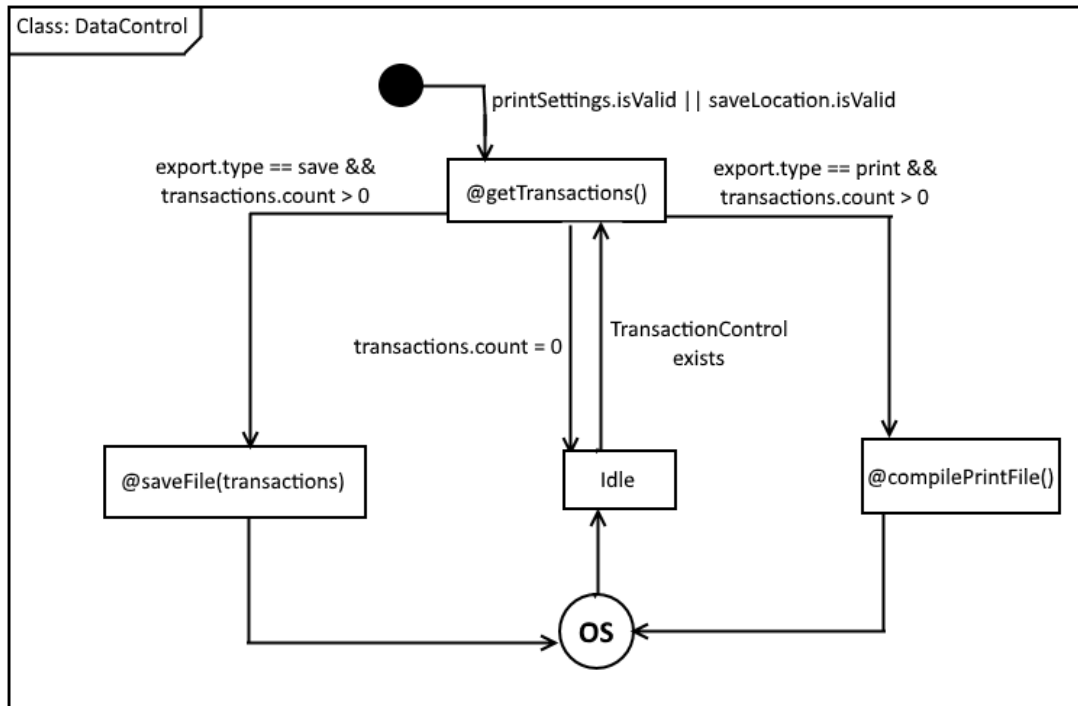 Class: DataControl
printSettings.isValid || saveLocation.isValid
export.type == save &&
transactions.count > 0
@getTransactions()
export.type == print &&
transactions.count > 0
transactions.count = 0
TransactionControl
exists
@saveFile(transactions)
Idle
@compilePrintFile()
OS